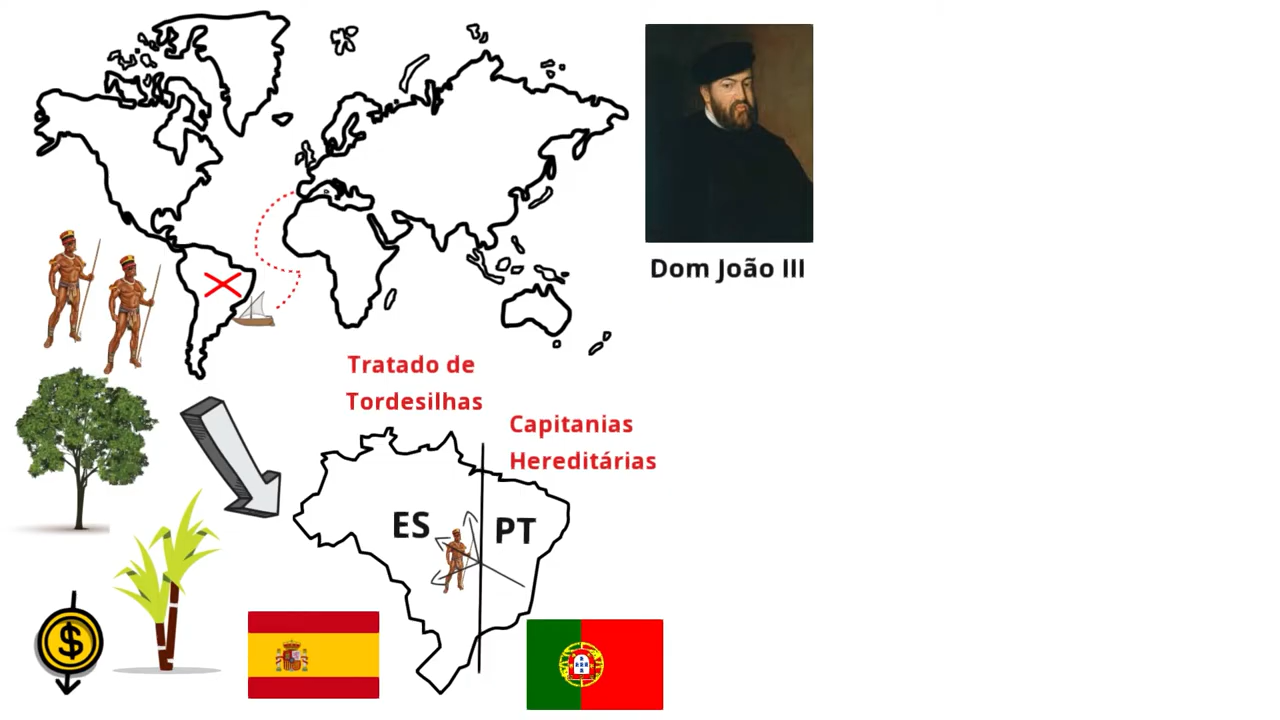 Dom João III
Tratado de
Tordesilhas
Capitanias
Hereditárias
ES
PT
$